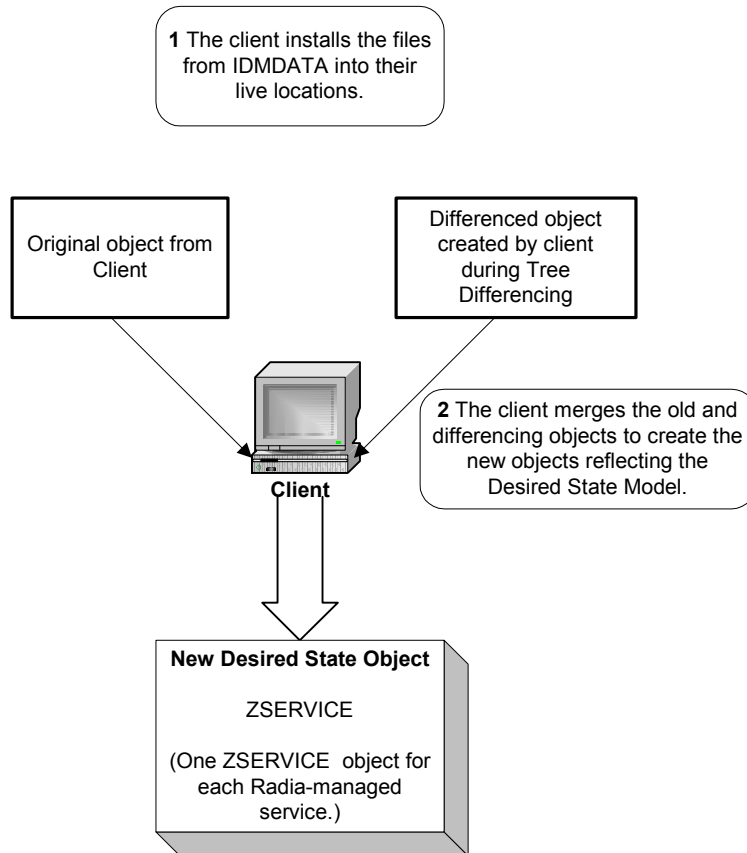 1 The client installs the files
from IDMDATA into their
live locations.
Original object from
Client
Differenced object
created by client
during Tree
Differencing
2 The client merges the old and
differencing objects to create the
new objects reflecting the
Desired State Model.
Client
New Desired State Object
ZSERVICE
(One ZSERVICE object for
each Radia-managed
service.)